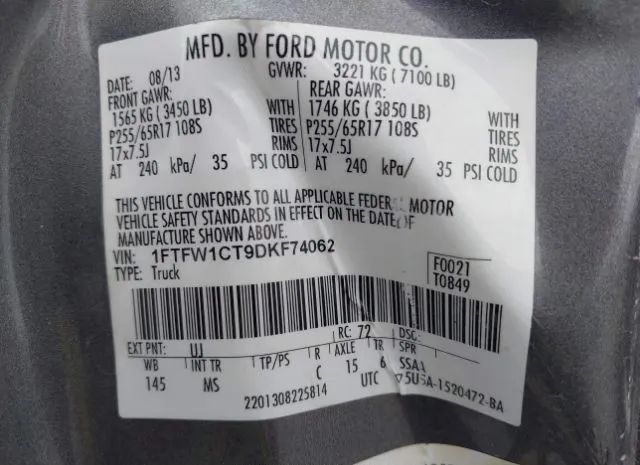 MFD. BY FORD MOTOR CO.
DATE: 08/13 GVWR: 3221 KG ( 7100 LB)
FRONT GAWR: REAR GAWR:
1565 KG ( 3450 LB) WITH 1746 KG ( 3850 LB) WITH
P255/65R17 108S TIRES P255/65R17 108S TIRES
17x7.5J RIMS 17x7.5J RIMS
AT 240 kPa/ 35 PSI COLD AT 240 kPa/ 35 PSI COLD
THIS VEHICLE CONFORMS TO ALL APPLICABLE MOTOR
VEHICLE SAFETY STANDARDS IN EFFECT ON THE DATE OF
MANUFACTURE SHOWN ABOVE.
VIN: 1FTFW1CT9DKF74062 F0021
TYPE: Truck T0849
RC: 72 DSC:
EXT PNT: UJ
WB INT TR TP/PS R AXLE TR SPR
145 MS C 15 6
2201308225814 UTC